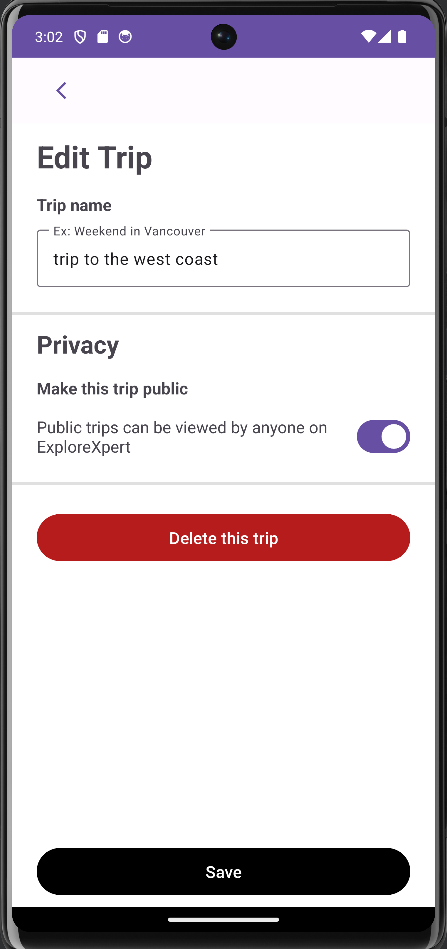 3:02
Edit Trip
Trip name
Ex: Weekend in Vancouver
trip to the west coast
Privacy
Make this trip public
Public trips can be viewed by anyone on
ExploreXpert
Delete this trip
Save